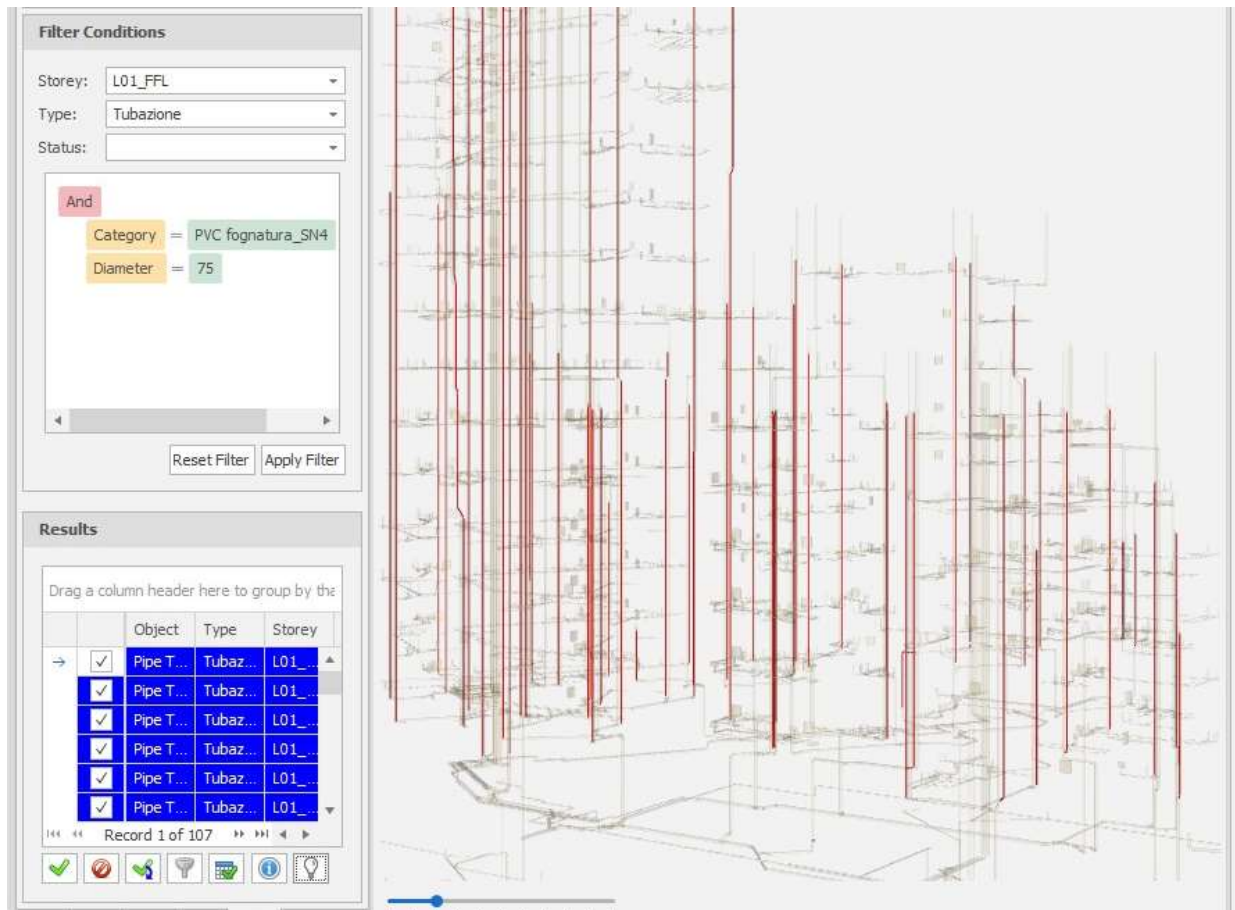 Filter Conditions
Storey: L01_FFL
Type: Tubazione
Status:
And
Category = PVC fognatura_SN4
Diameter = 75
Reset Filter Apply Filter
Results
Drag a column header here to group by tha
Object Type Storey
Pipe T... Tubaz... L01_...
Pipe T... Tubaz... L01_...
Pipe T... Tubaz... L01_...
Pipe T... Tubaz... L01_...
Pipe T... Tubaz... L01_...
Pipe T... Tubaz... L01_...
Record 1 of 107